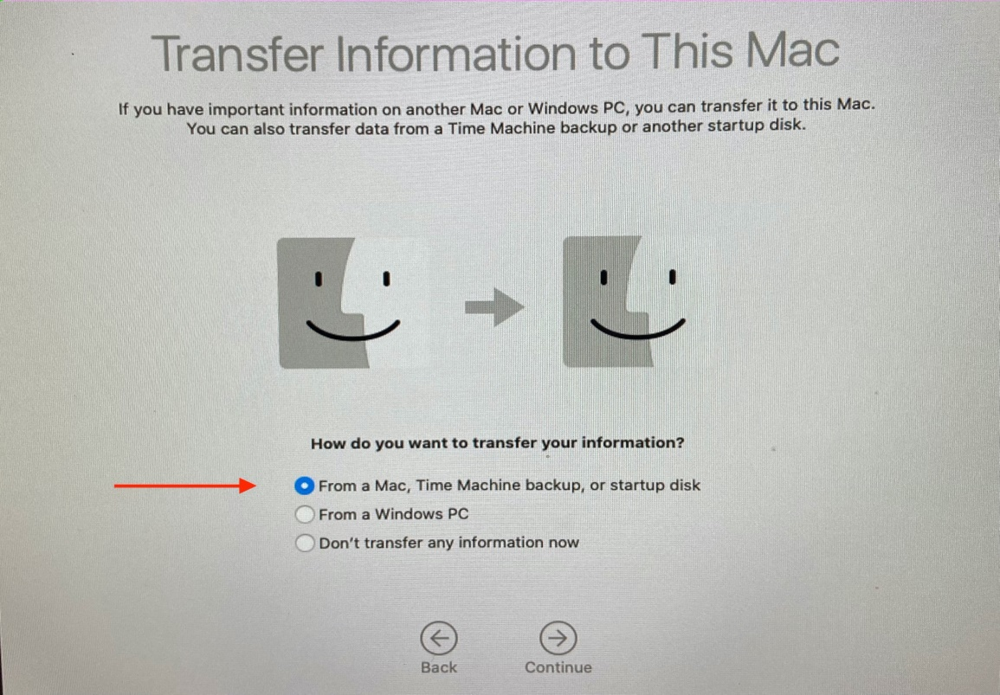 Transfer Information to This Mac
If you have important information on another Mac or Windows PC, you can transfer it to this Mac.
You can also transfer data from a Time Machine backup or another startup disk.
How do you want to transfer your information?
From a Mac, Time Machine backup, or startup disk
From a Windows PC
Don’t transfer any information now
Back
Continue